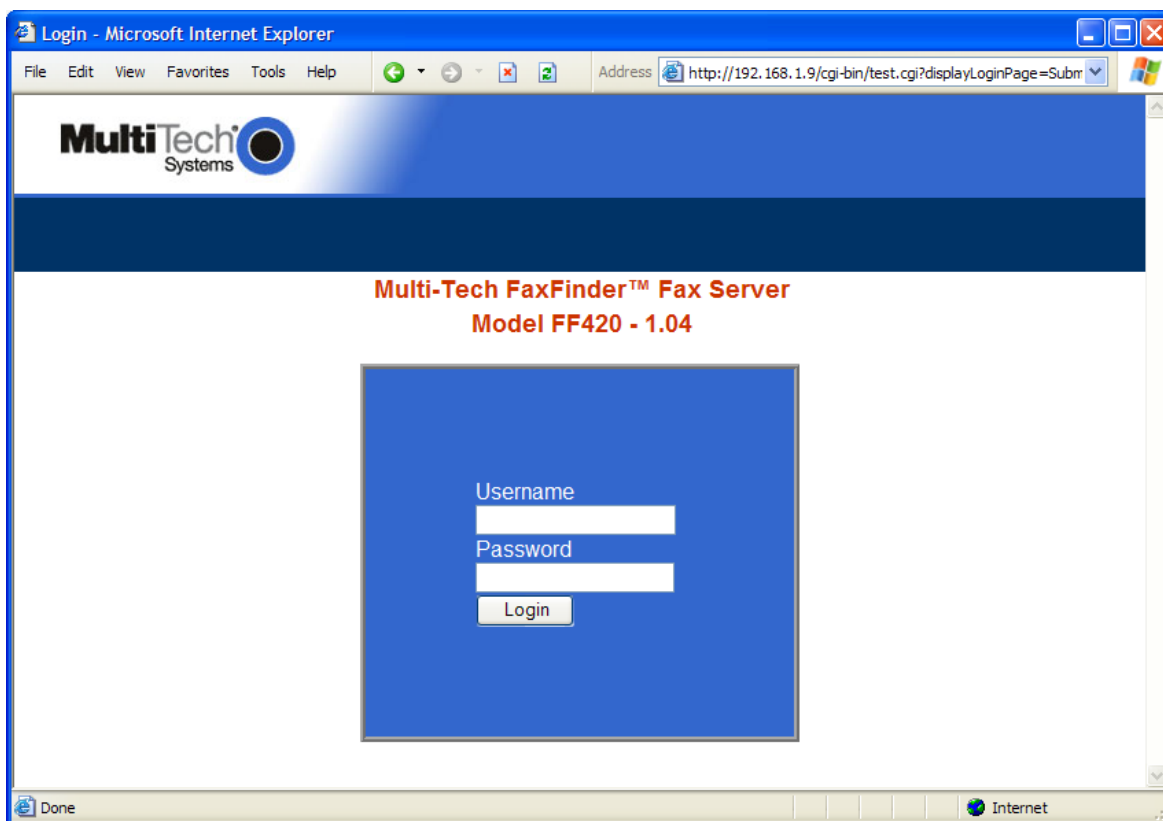 Login - Microsoft Internet Explorer
File Edit View Favorites Tools Help Address http://192.168.1.9/cgi-bin/test.cgi?displayLoginPage=Subm
MultiTech
Systems
Multi-Tech FaxFinder™ Fax Server
Model FF420 - 1.04
Username
Password
Login
Done Internet